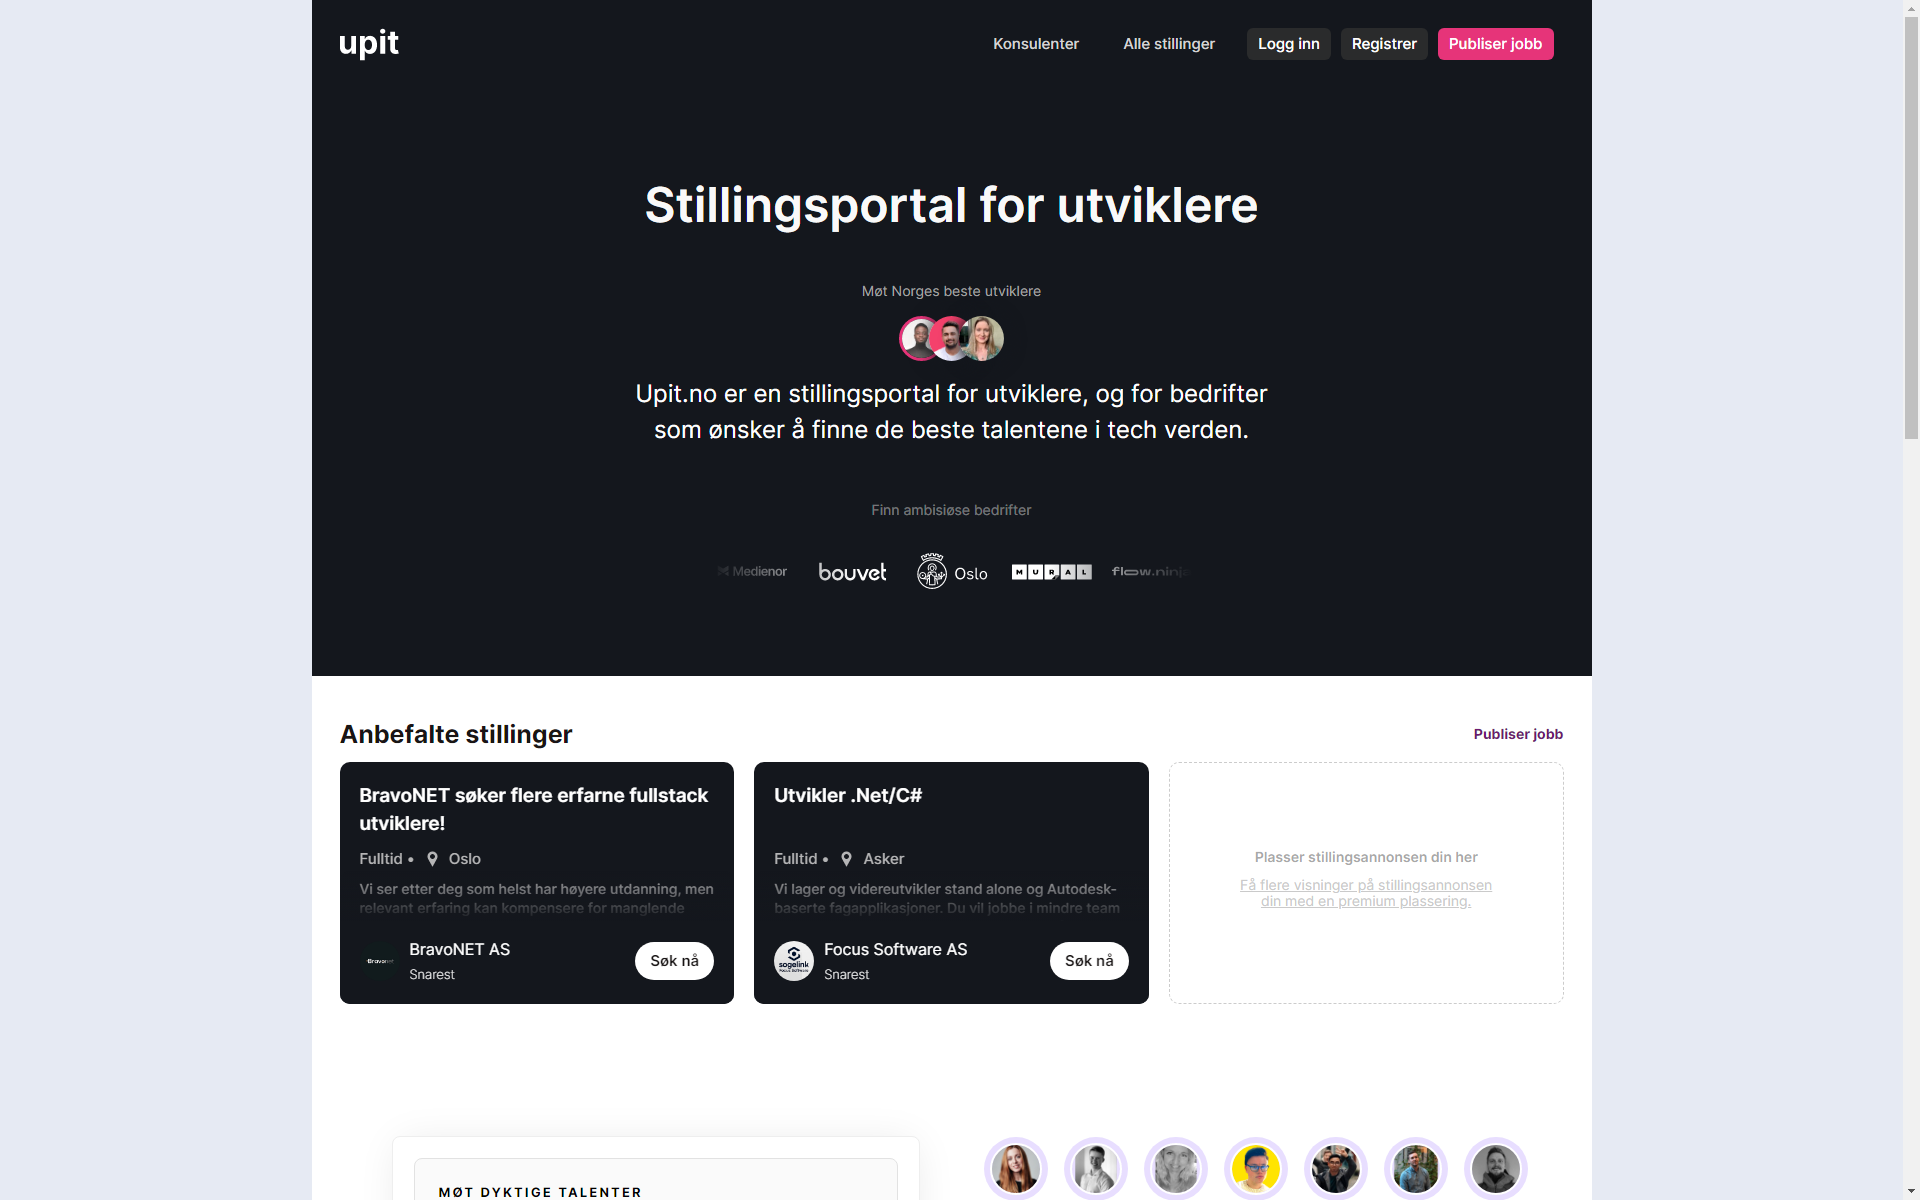 upit
Konsulenter
Alle stillinger
Logg inn
Registrer
Publiser jobb
Stillingsportal for utviklere
Møt Norges beste utviklere
Upit.no er en stillingsportal for utviklere, og for bedrifter
som ønsker å finne de beste talentene i tech verden.
Finn ambisiøse bedrifter
Medienor
bouvet
Oslo
MURAL
flow.ninja
Anbefalte stillinger
Publiser jobb
BravoNET søker flere erfarne fullstack
utviklere!
Fulltid • Oslo
Vi ser etter deg som helst har høyere utdanning, men
relevant erfaring kan kompensere for manglende
Bravonet
BravoNET AS
Snarest
Søk nå
Utvikler .Net/C#
Fulltid • Asker
Vi lager og videreutvikler stand alone og Autodesk-
baserte fagapplikasjoner. Du vil jobbe i mindre team
sogelink
FOCUS SOFTWARE
Focus Software AS
Snarest
Søk nå
Plasser stillingsannonsen din her
Få flere visninger på stillingsannonsen
din med en premium plassering.
MØT DYKTIGE TALENTER